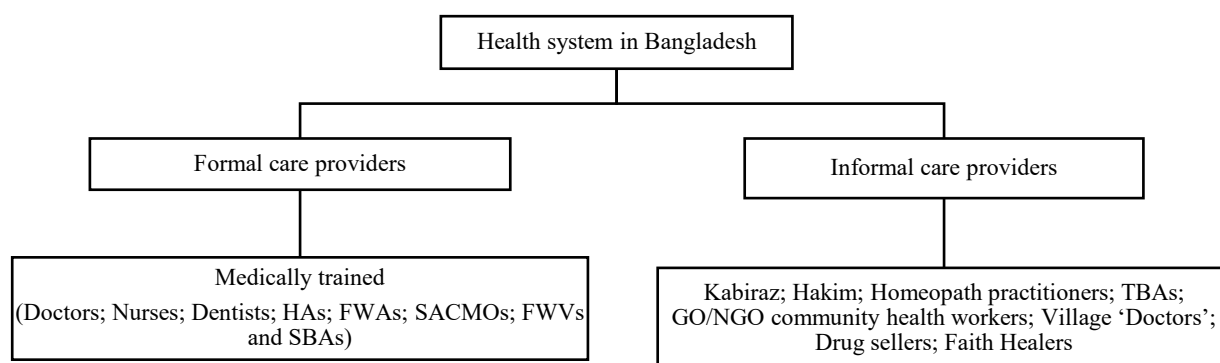 Health system in Bangladesh
Formal care providers
Informal care providers
Medically trained
(Doctors; Nurses; Dentists; HAs; FWAs; SACMOs; FWVs
and SBAs)
Kabiraz; Hakim; Homeopath practitioners; TBAs;
GO/NGO community health workers; Village ‘Doctors’;
Drug sellers; Faith Healers